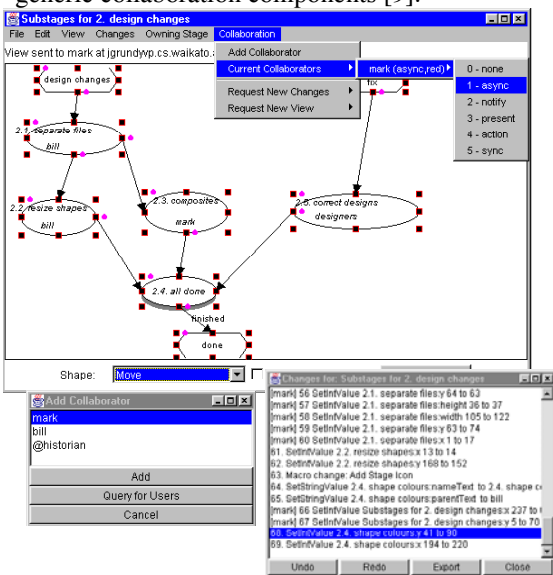 generic collaboration components [9].
Substages for 2. design changes
File Edit View Changes Owning Stage Collaboration
View sent to mark at jgrundyvp.cs.waikato.
Add Collaborator
Current Collaborators
Request New Changes
Request New View
mark (async,red)
0 - none
1 - async
2 - notify
3 - present
4 - action
5 - sync
design changes
fix
2.1. separate files
bill
2.2. resize shapes
bill
2.3. composites
mark
2.5. correct designs
designers
2.4. all done
finished
done
Shape: Move
Add Collaborator
mark
bill
@historian
Add
Query for Users
Cancel
Changes for: Substages for 2. design changes
[mark] 56 SetIntValue 2.1. separate files:y 64 to 63
[mark] 57 SetIntValue 2.1. separate files:height 36 to 37
[mark] 58 SetIntValue 2.1. separate files:width 105 to 122
[mark] 59 SetIntValue 2.1. separate files:y 63 to 74
[mark] 60 SetIntValue 2.1. separate files:x 1 to 17
61. SetIntValue 2.2. resize shapes:x 13 to 14
62. SetIntValue 2.2. resize shapes:y 168 to 152
63. Macro change: Add Stage Icon
64. SetStringValue 2.4. shape colours:nameText to 2.4. shape c
65. SetStringValue 2.4. shape colours:parentText to bill
[mark] 66 SetIntValue Substages for 2. design changes:x 237 to
[mark] 67 SetIntValue Substages for 2. design changes:y 5 to 70
68. SetIntValue 2.4. shape colours:y 41 to 90
69. SetIntValue 2.4. shape colours:x 194 to 220
Undo Redo Export Close